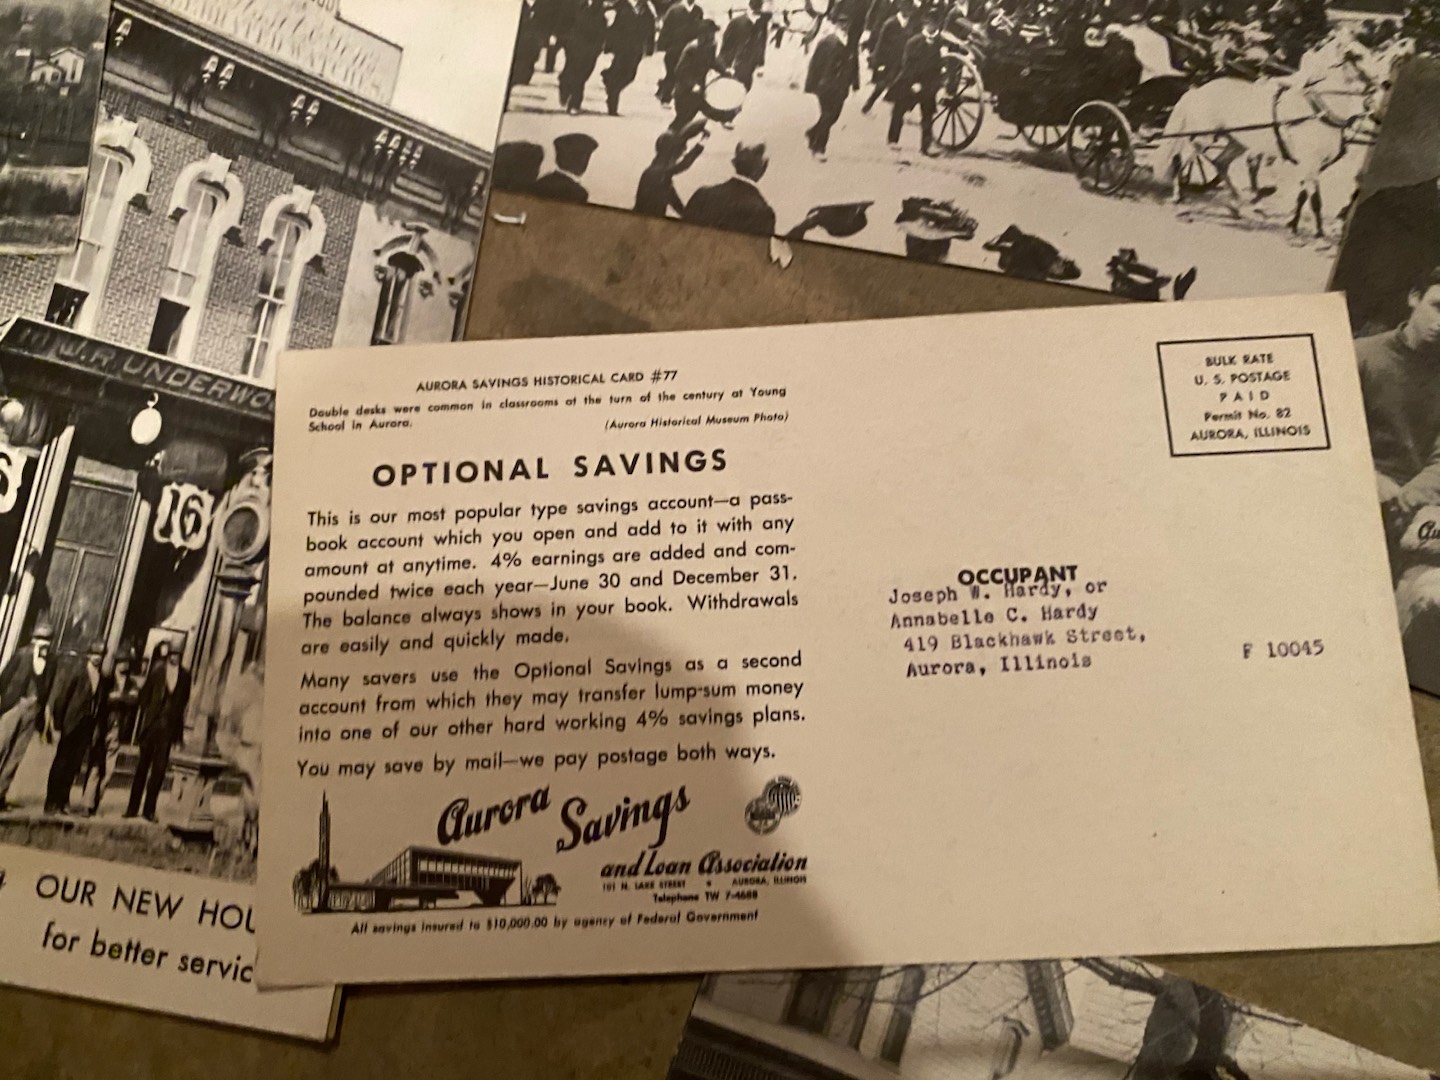 W.R. UNDERWO
16
OUR NEW HOU
for better servic
AURORA SAVINGS HISTORICAL CARD #77
Double desks were common in classrooms at the turn of the century at Young
School in Aurora.
(Aurora Historical Museum Photo)
OPTIONAL SAVINGS
This is our most popular type savings account—a pass-
book account which you open and add to it with any
amount at anytime. 4% earnings are added and com-
pounded twice each year—June 30 and December 31.
The balance always shows in your book. Withdrawals
are easily and quickly made.
Many savers use the Optional Savings as a second
account from which they may transfer lump-sum money
into one of our other hard working 4% savings plans.
You may save by mail—we pay postage both ways.
Aurora Savings
and Loan Association
101 N. LAKE STREET • AURORA, ILLINOIS
Telephone TW 7-4688
All savings insured to $10,000.00 by agency of Federal Government
BULK RATE
U. S. POSTAGE
PAID
Permit No. 82
AURORA, ILLINOIS
OCCUPANT
Joseph W. Hardy, or
Annabelle C. Hardy
419 Blackhawk Street,
Aurora, Illinois
F 10045
Au